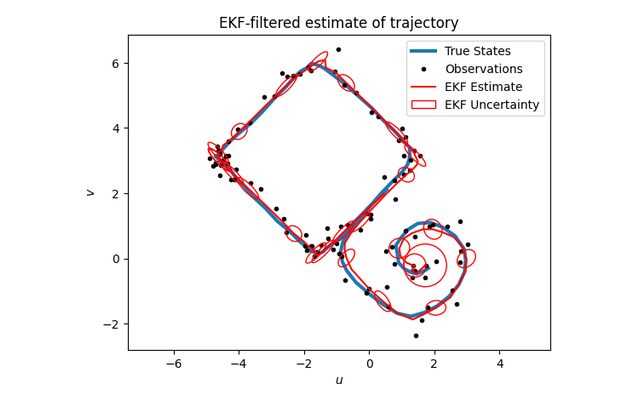 EKF-filtered estimate of trajectory
True States
Observations
EKF Estimate
EKF Uncertainty
6
4
2
0
−2
v
−6
−4
−2
0
2
4
u